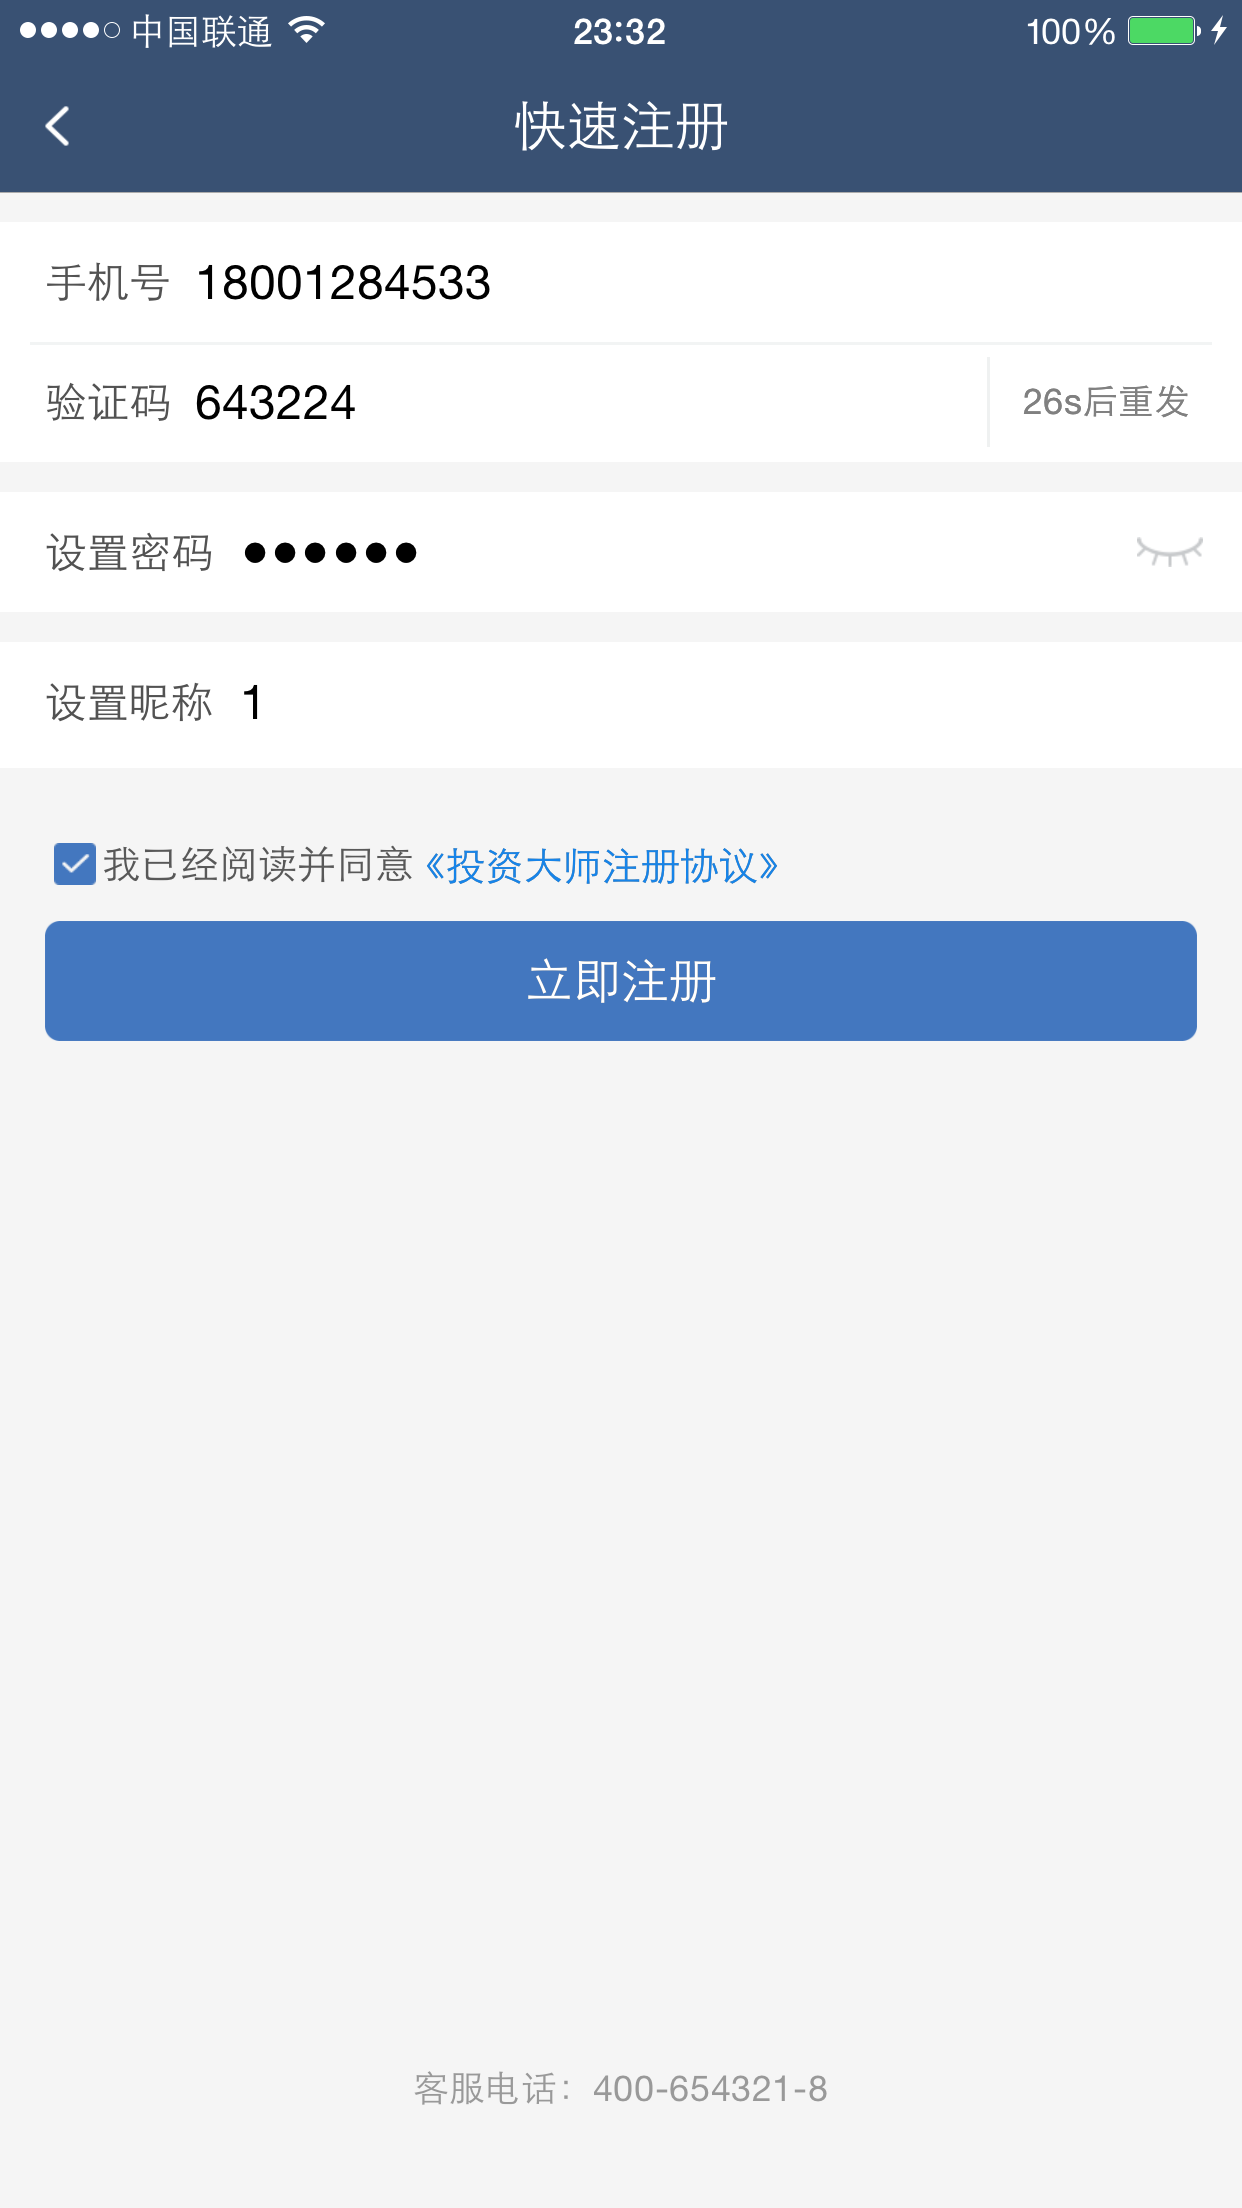 中国联通 23:32 100%
快速注册
手机号 18001284533
验证码 643224 26s后重发
设置密码 ●●●●●●
设置昵称 1
我已经阅读并同意《投资大师注册协议》
立即注册
客服电话：400-654321-8